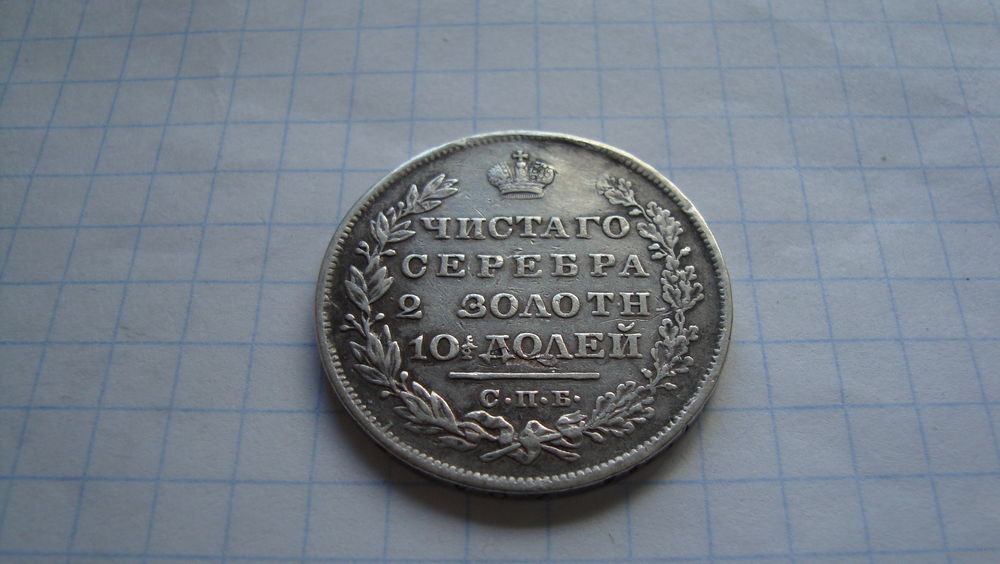 ЧИСТАГО
СЕРЕБРА
2 ЗОЛОТН
10½ ДОЛЕЙ
С·П·Б·